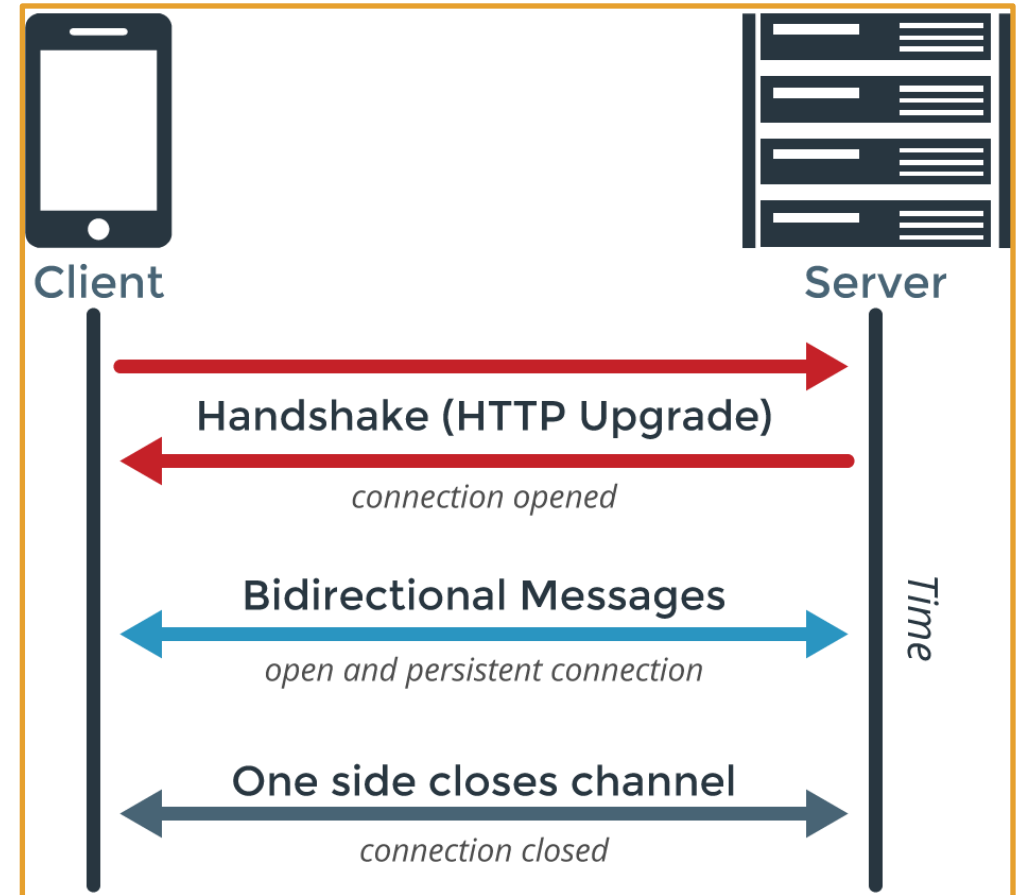 Client
Server
Handshake (HTTP Upgrade)
connection opened
Bidirectional Messages
open and persistent connection
Time
One side closes channel
connection closed